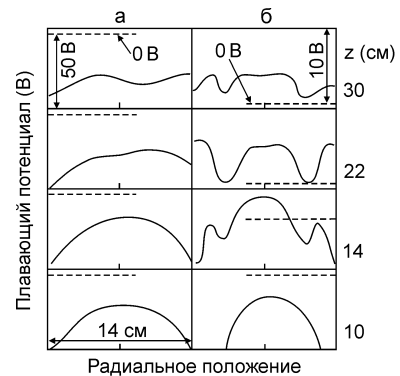 а б
50 В 0 В 0 В 10 В z (см)
30
22
14
14 см 10
Плавающий потенциал (В)
Радиальное положение